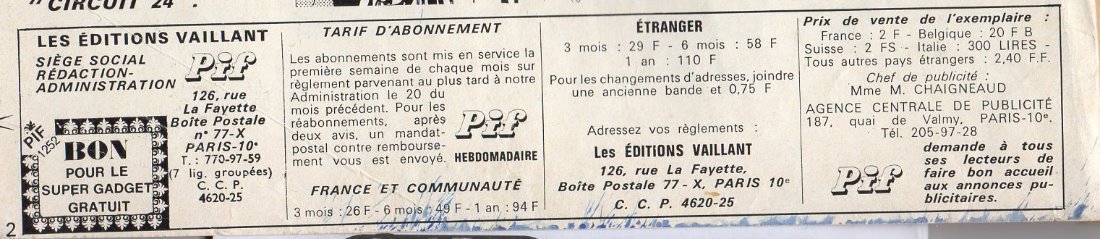 "CIRCUIT 24".
LES ÉDITIONS VAILLANT
SIÈGE SOCIAL
RÉDACTION-
ADMINISTRATION
Pif
126, rue
La Fayette
Boîte Postale
n° 77-X
PARIS-10e
T. : 770-97-59
(7 lig. groupées)
C. C. P.
4620-25
PIF
1252
BON
POUR LE
SUPER GADGET
GRATUIT
2
TARIF D'ABONNEMENT
Les abonnements sont mis en service la
première semaine de chaque mois sur
règlement parvenant au plus tard à notre
Administration le 20 du
mois précédent. Pour les
réabonnements, après
deux avis, un mandat-
postal contre rembourse-
ment vous est envoyé.
Pif
HEBDOMADAIRE
FRANCE ET COMMUNAUTÉ
3 mois : 26 F - 6 mois : 49 F - 1 an : 94 F
ÉTRANGER
3 mois : 29 F - 6 mois : 58 F
1 an : 110 F
Pour les changements d'adresses, joindre
une ancienne bande et 0,75 F
Adressez vos règlements :
Les ÉDITIONS VAILLANT
126, rue La Fayette,
Boîte Postale 77 - X, PARIS 10e
C. C. P. 4620-25
Prix de vente de l'exemplaire :
France : 2 F - Belgique : 20 F B
Suisse : 2 FS - Italie : 300 LIRES -
Tous autres pays étrangers : 2,40 F.F.
Chef de publicité :
Mme M. CHAIGNEAUD
AGENCE CENTRALE DE PUBLICITÉ
187, quai de Valmy, PARIS-10e.
Tél. 205-97-28
Pif
demande à tous
ses lecteurs de
faire bon accueil
aux annonces pu-
blicitaires.